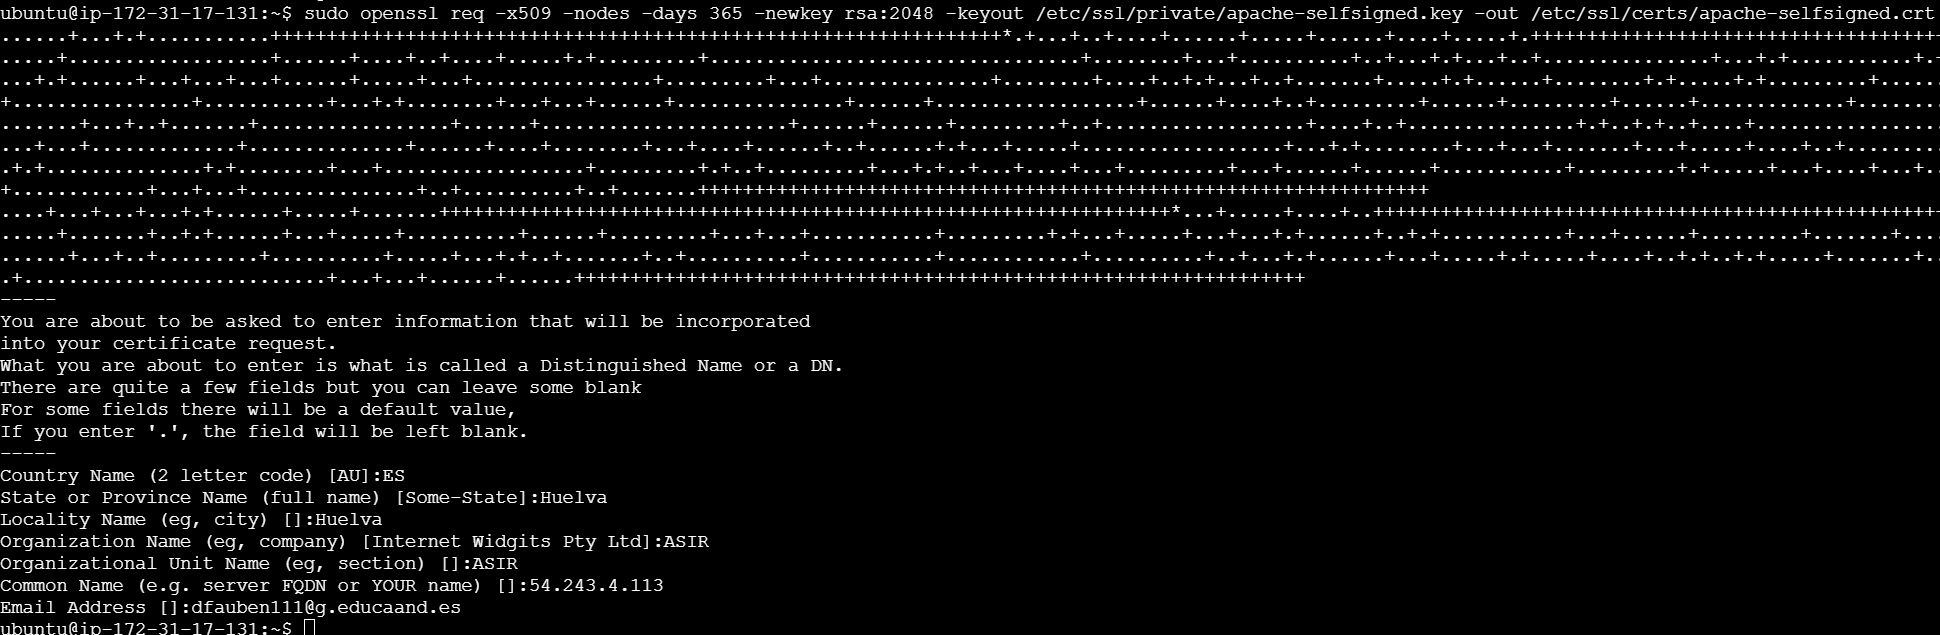 ubuntu@ip-172-31-17-131:~$ sudo openssl req -x509 -nodes -days 365 -newkey rsa:2048 -keyout /etc/ssl/private/apache-selfsigned.key -out /etc/ssl/certs/apache-selfsigned.crt
-----
You are about to be asked to enter information that will be incorporated
into your certificate request.
What you are about to enter is what is called a Distinguished Name or a DN.
There are quite a few fields but you can leave some blank
For some fields there will be a default value,
If you enter '.', the field will be left blank.
-----
Country Name (2 letter code) [AU]:ES
State or Province Name (full name) [Some-State]:Huelva
Locality Name (eg, city) []:Huelva
Organization Name (eg, company) [Internet Widgits Pty Ltd]:ASIR
Organizational Unit Name (eg, section) []:ASIR
Common Name (e.g. server FQDN or YOUR name) []:54.243.4.113
Email Address []:dfauben111@g.educaand.es
ubuntu@ip-172-31-17-131:~$